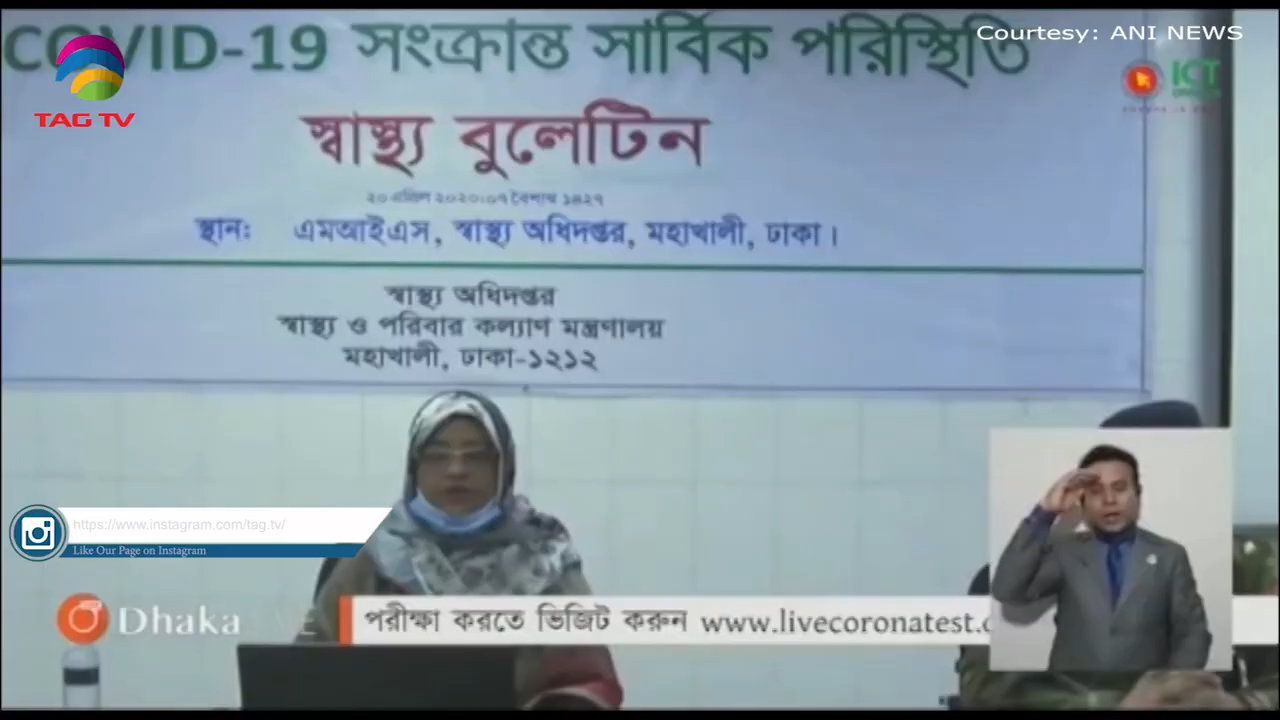 Courtesy: ANI NEWS
COVID-19 সংক্রান্ত সার্বিক পরিস্থিতি
TAG TV
ICT
স্বাস্থ্য বুলেটিন
২০ এপ্রিল ২০২০:০৭ বৈশাখ ১৪২৭
স্থান: এমআইএস, স্বাস্থ্য অধিদপ্তর, মহাখালী, ঢাকা।
স্বাস্থ্য অধিদপ্তর
স্বাস্থ্য ও পরিবার কল্যাণ মন্ত্রণালয়
মহাখালী, ঢাকা-১২১২
https://www.instagram.com/tag.tv/
Like Our Page on Instagram
Dhaka LIVE
পরীক্ষা করতে ভিজিট করুন www.livecoronatest.c